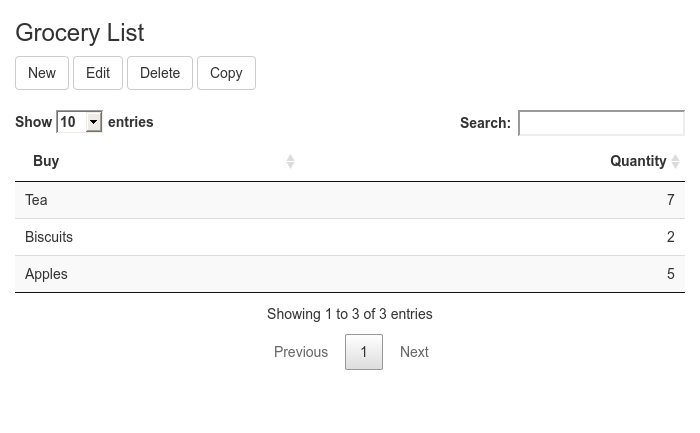 Grocery List
New Edit Delete Copy
Show 10 entries Search:
Buy Quantity
Tea 7
Biscuits 2
Apples 5
Showing 1 to 3 of 3 entries
Previous 1 Next